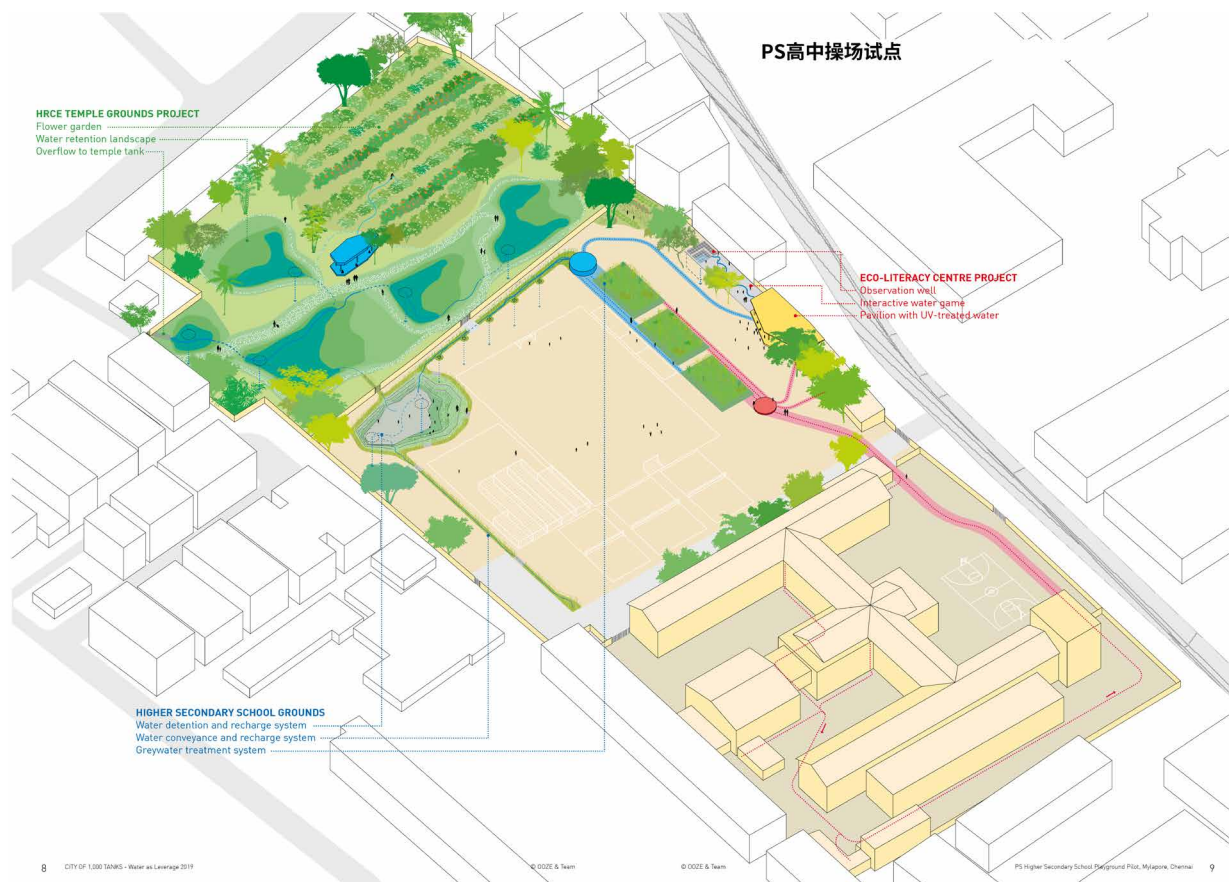 PS高中操场试点
HRCE TEMPLE GROUNDS PROJECT
Flower garden
Water retention landscape
Overflow to temple tank
ECO-LITERACY CENTRE PROJECT
Observation well
Interactive water game
Pavilion with UV-treated water
HIGHER SECONDARY SCHOOL GROUNDS
Water detention and recharge system
Water conveyance and recharge system
Greywater treatment system
8 CITY OF 1,000 TANKS - Water as Leverage 2019
© OOZE & Team
© OOZE & Team
PS Higher Secondary School Playground Pilot, Mylapore, Chennai 9